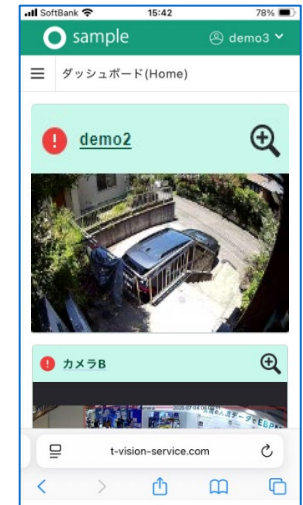 SoftBank 15:42 78%
sample demo3
ダッシュボード(Home)
demo2
カメラB
t-vision-service.com